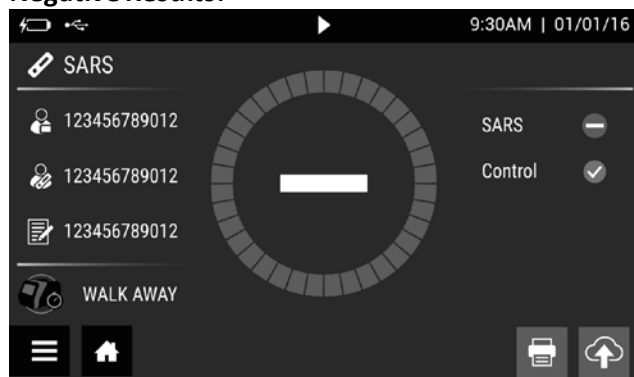 Negative Results:
9:30AM | 01/01/16
SARS
123456789012
SARS
123456789012
Control
123456789012
WALK AWAY